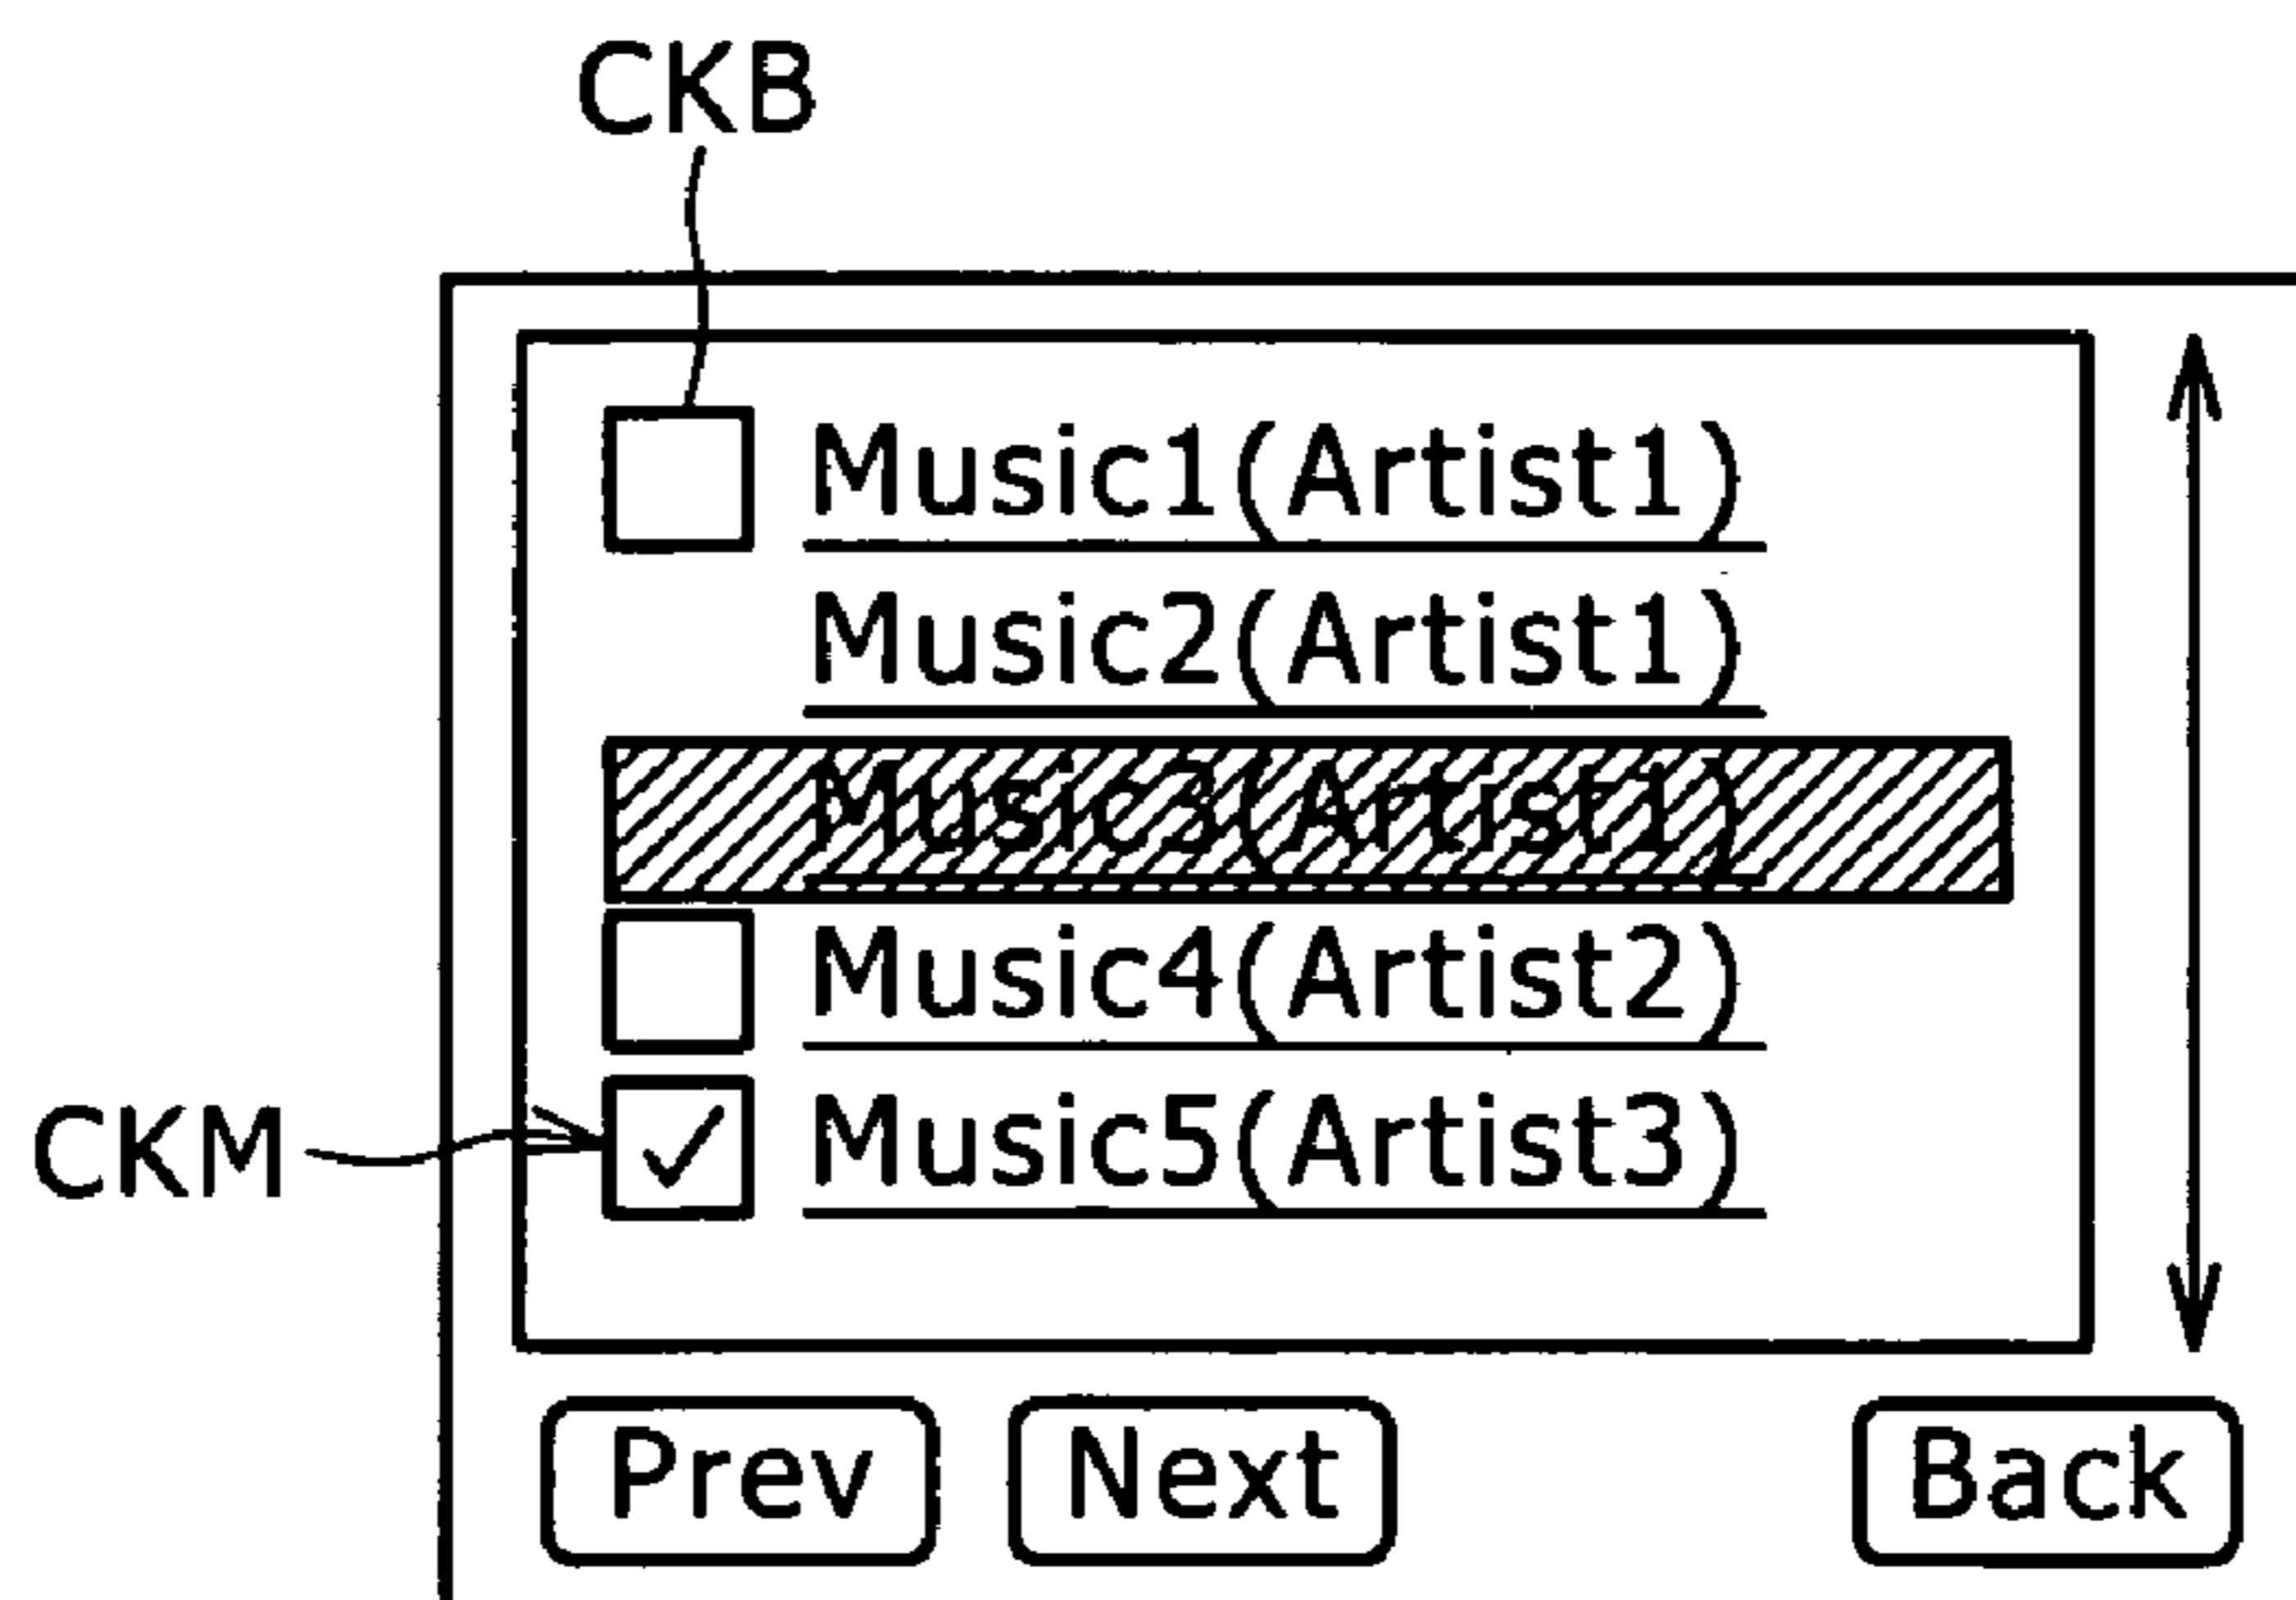 CKB
Music1(Artist1)
Music2(Artist1)
Music3(Artist1)
Music4(Artist2)
CKM
Music5(Artist3)
Prev Next Back